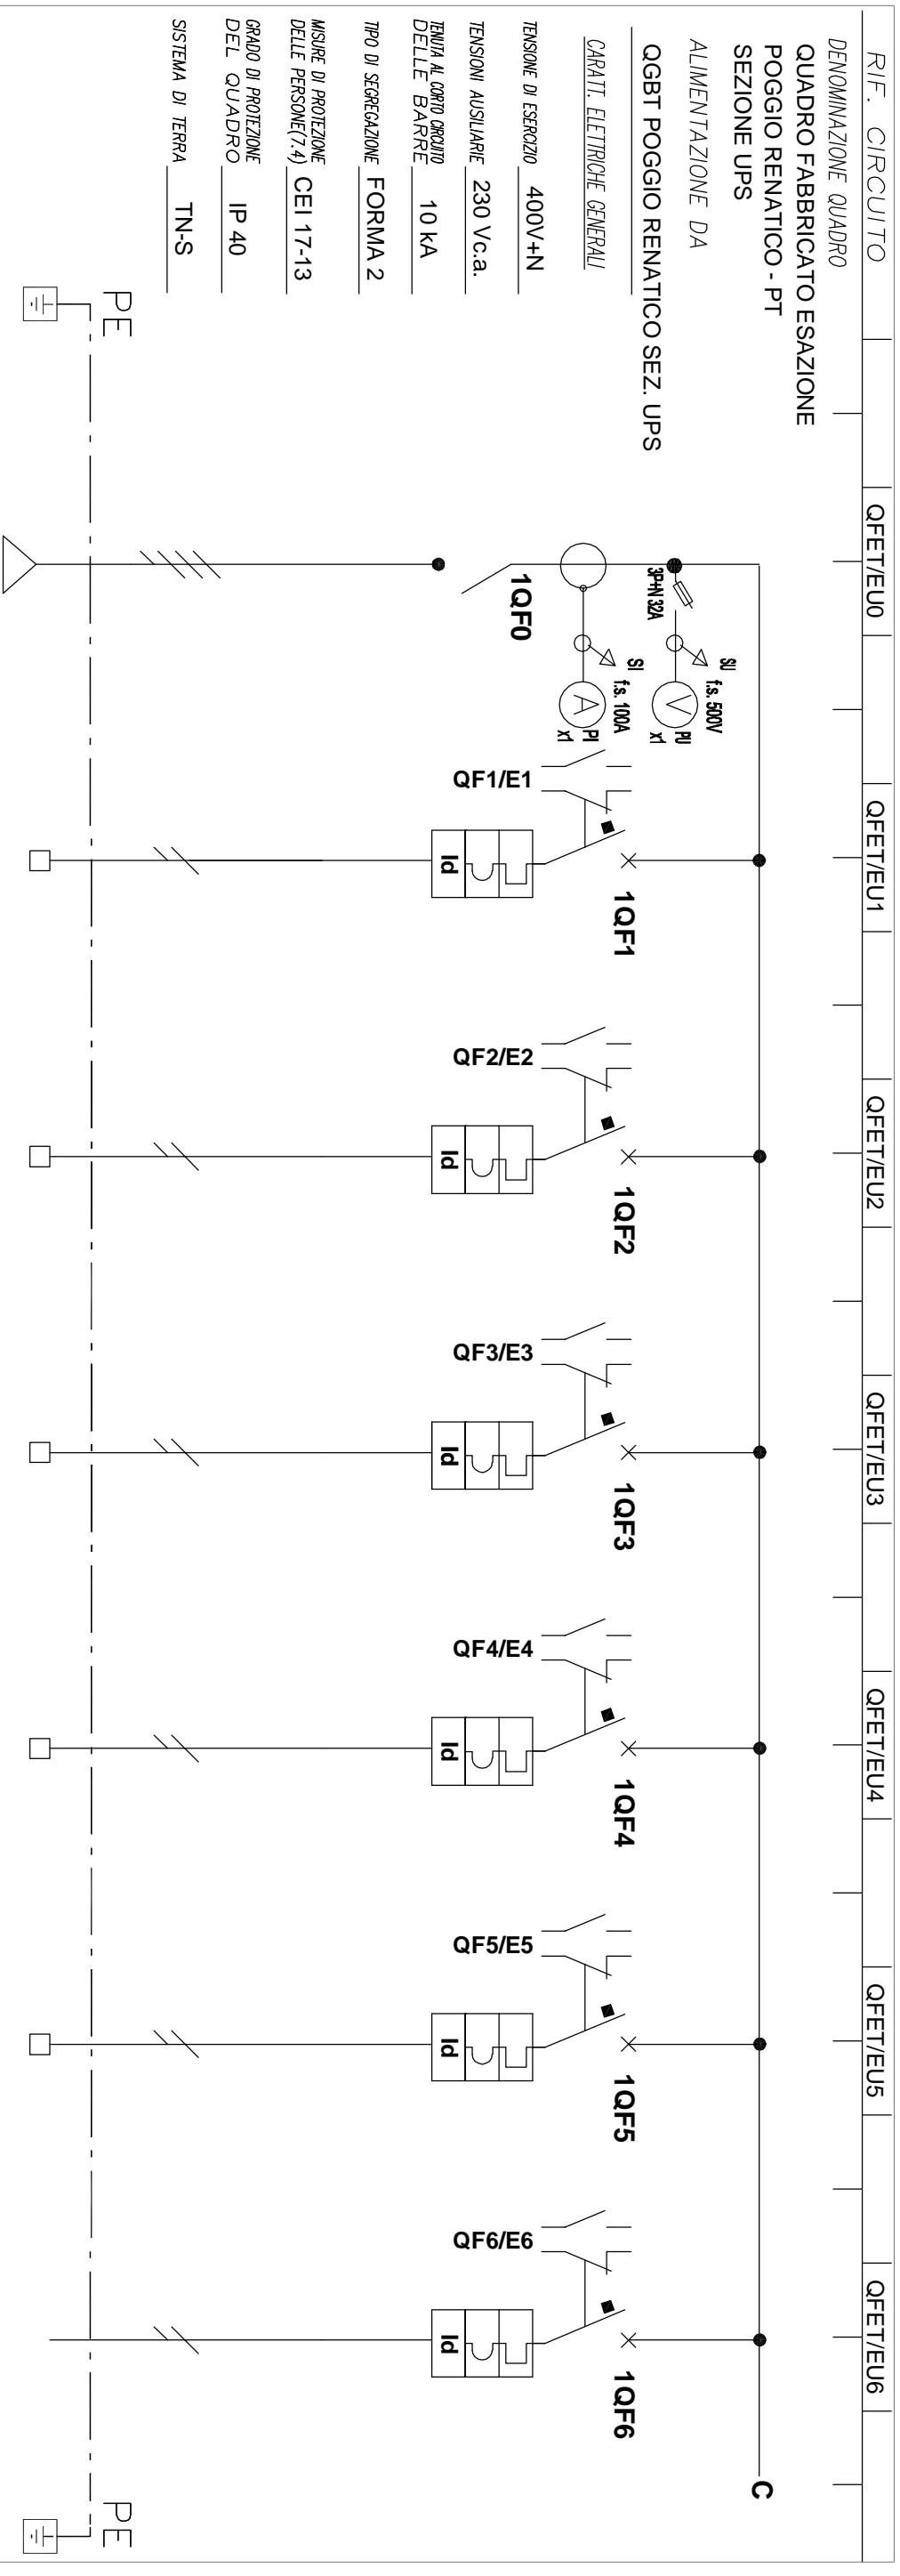 RIF. CIRCUITO
QFET/EU0
QFET/EU1
QFET/EU2
QFET/EU3
QFET/EU4
QFET/EU5
QFET/EU6
DENOMINAZIONE QUADRO
QUADRO FABBRICATO ESAZIONE
POGGIO RENATICO - PT
SEZIONE UPS
ALIMENTAZIONE DA
QGBT POGGIO RENATICO SEZ. UPS
CARATT. ELETTRICHE GENERALI
TENSIONE DI ESERCIZIO 400V+N
TENSIONI AUSILIARIE 230 Vc.a.
TENUTA AL CORTO CIRCUITO
DELLE BARRE 10 kA
TIPO DI SEGREGAZIONE FORMA 2
MISURE DI PROTEZIONE
DELLE PERSONE(7.4) CEI 17-13
GRADO DI PROTEZIONE
DEL QUADRO IP 40
SISTEMA DI TERRA TN-S
PE
3P+N 32A
SU
f.s. 500V
V
PU
x1
SI
f.s. 100A
A
PI
x1
1QF0
QF1/E1
1QF1
Id
QF2/E2
1QF2
Id
QF3/E3
1QF3
Id
QF4/E4
1QF4
Id
QF5/E5
1QF5
Id
QF6/E6
1QF6
Id
C
PE